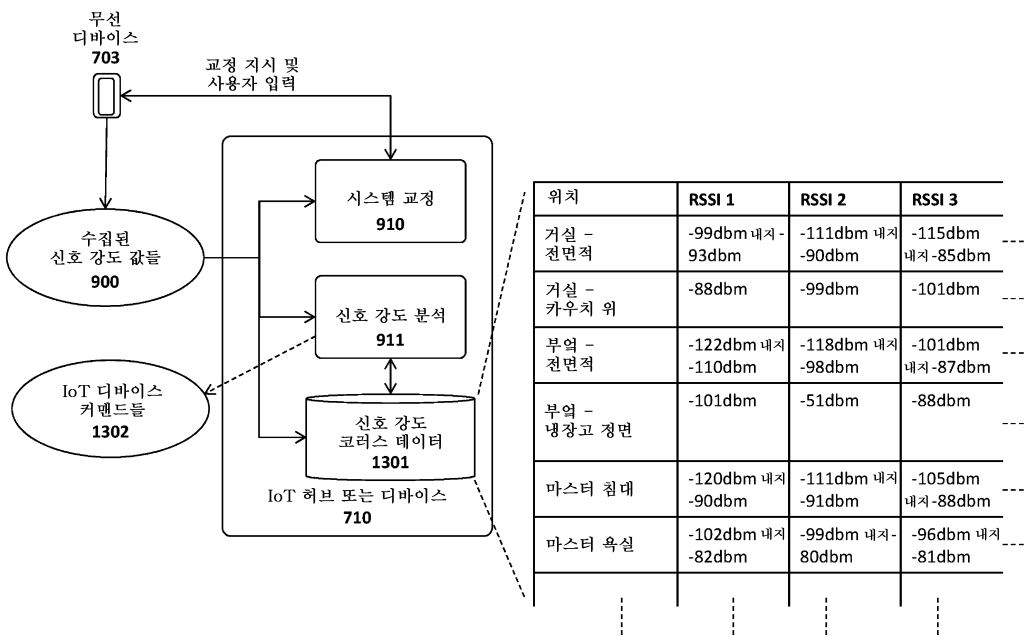 무선
디바이스
703
교정 지시 및
사용자 입력
시스템 교정
910
수집된
신호 강도 값들
900
신호 강도 분석
911
IoT 디바이스
커맨드들
1302
신호 강도
코러스 데이터
1301
IoT 허브 또는 디바이스
710
위치 RSSI 1 RSSI 2 RSSI 3
거실 –
전면적
-99dbm 내지 -
93dbm
-111dbm 내지
-90dbm
-115dbm
내지 -85dbm
거실 –
카우치 위
-88dbm
-99dbm
-101dbm
부엌 –
전면적
-122dbm 내지
-110dbm
-118dbm 내지
-98dbm
-101dbm
내지 -87dbm
부엌 –
냉장고 정면
-101dbm
-51dbm
-88dbm
마스터 침대
-120dbm 내지
-90dbm
-111dbm 내지
-91dbm
-105dbm
내지 -88dbm
마스터 욕실
-102dbm 내지
-82dbm
-99dbm 내지-
80dbm
-96dbm 내지
-81dbm